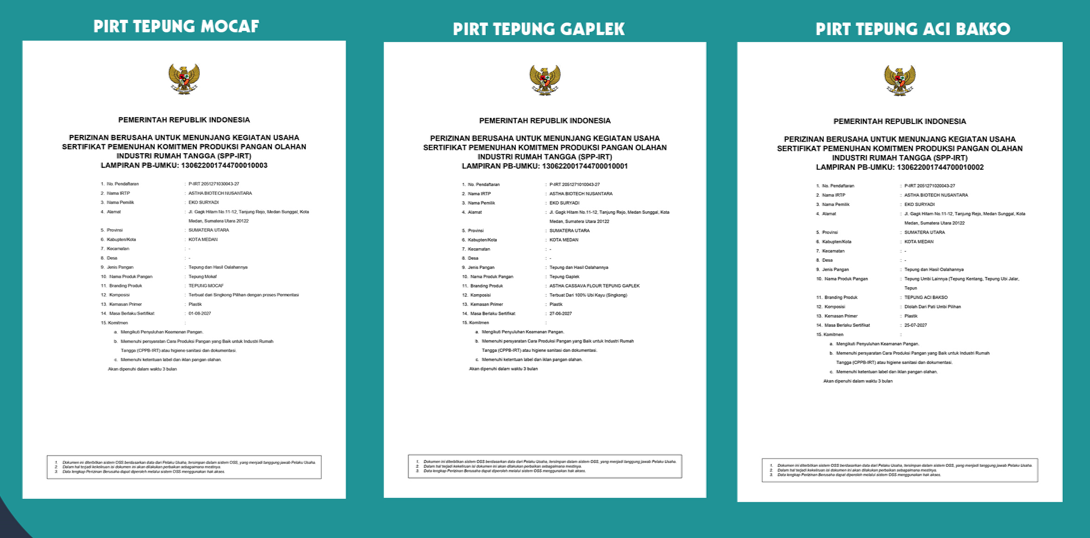 PIRT TEPUNG MOCAF
PEMERINTAH REPUBLIK INDONESIA
PERIZINAN BERUSAHA UNTUK MENUNJANG KEGIATAN USAHA
SERTIFIKAT PEMENUHAN KOMITMEN PRODUKSI PANGAN OLAHAN
INDUSTRI RUMAH TANGGA (SPP-IRT)
LAMPIRAN PB-UMKU: 130622001744700010003
1. No. Pendaftaran : P-IRT 2051271030043-27
2. Nama IRTP : ASTHA BIOTECH NUSANTARA
3. Nama Pemilik : EKO SURYADI
4. Alamat : Jl. Gagk Hitam No.11-12, Tanjung Rejo, Medan Sunggal, Kota
Medan, Sumatera Utara 20122
5. Provinsi : SUMATERA UTARA
6. Kabupten/Kota : KOTA MEDAN
7. Kecamatan : -
8. Desa : -
9. Jenis Pangan : Tepung dan Hasil Oalahannya
10. Nama Produk Pangan : Tepung Mokaf
11. Branding Produk : TEPUNG MOCAF
12. Komposisi : Terbuat dari Singkong Pilihan dengan proses Permentasi
13. Kemasan Primer : Plastik
14. Masa Berlaku Sertifikat : 01-08-2027
15. Komitmen :
a. Mengikuti Penyuluhan Keamanan Pangan.
b. Memenuhi persyaratan Cara Produksi Pangan yang Baik untuk Industri Rumah
Tangga (CPPB-IRT) atau higiene sanitasi dan dokumentasi.
c. Memenuhi ketentuan label dan iklan pangan olahan.
Akan dipenuhi dalam waktu 3 bulan
1. Dokumen ini diterbitkan sistem OSS berdasarkan data dari Pelaku Usaha, tersimpan dalam sistem OSS, yang menjadi tanggung jawab Pelaku Usaha.
2. Dalam hal terjadi kekeliruan isi dokumen ini akan dilakukan perbaikan sebagaimana mestinya.
3. Data lengkap Perizinan Berusaha dapat diperoleh melalui sistem OSS menggunakan hak akses.
PIRT TEPUNG GAPLEK
PEMERINTAH REPUBLIK INDONESIA
PERIZINAN BERUSAHA UNTUK MENUNJANG KEGIATAN USAHA
SERTIFIKAT PEMENUHAN KOMITMEN PRODUKSI PANGAN OLAHAN
INDUSTRI RUMAH TANGGA (SPP-IRT)
LAMPIRAN PB-UMKU: 130622001744700010001
1. No. Pendaftaran : P-IRT 2051271010043-27
2. Nama IRTP : ASTHA BIOTECH NUSANTARA
3. Nama Pemilik : EKO SURYADI
4. Alamat : Jl. Gagk Hitam No.11-12, Tanjung Rejo, Medan Sunggal, Kota
Medan, Sumatera Utara 20122
5. Provinsi : SUMATERA UTARA
6. Kabupten/Kota : KOTA MEDAN
7. Kecamatan : -
8. Desa : -
9. Jenis Pangan : Tepung dan Hasil Oalahannya
10. Nama Produk Pangan : Tepung Gaplek
11. Branding Produk : ASTHA CASSAVA FLOUR TEPUNG GAPLEK
12. Komposisi : Terbuat Dari 100% Ubi Kayu (Singkong)
13. Kemasan Primer : Plastik
14. Masa Berlaku Sertifikat : 27-06-2027
15. Komitmen :
a. Mengikuti Penyuluhan Keamanan Pangan.
b. Memenuhi persyaratan Cara Produksi Pangan yang Baik untuk Industri Rumah
Tangga (CPPB-IRT) atau higiene sanitasi dan dokumentasi.
c. Memenuhi ketentuan label dan iklan pangan olahan.
Akan dipenuhi dalam waktu 3 bulan
1. Dokumen ini diterbitkan sistem OSS berdasarkan data dari Pelaku Usaha, tersimpan dalam sistem OSS, yang menjadi tanggung jawab Pelaku Usaha.
2. Dalam hal terjadi kekeliruan isi dokumen ini akan dilakukan perbaikan sebagaimana mestinya.
3. Data lengkap Perizinan Berusaha dapat diperoleh melalui sistem OSS menggunakan hak akses.
PIRT TEPUNG ACI BAKSO
PEMERINTAH REPUBLIK INDONESIA
PERIZINAN BERUSAHA UNTUK MENUNJANG KEGIATAN USAHA
SERTIFIKAT PEMENUHAN KOMITMEN PRODUKSI PANGAN OLAHAN
INDUSTRI RUMAH TANGGA (SPP-IRT)
LAMPIRAN PB-UMKU: 130622001744700010002
1. No. Pendaftaran : P-IRT 2051271020043-27
2. Nama IRTP : ASTHA BIOTECH NUSANTARA
3. Nama Pemilik : EKO SURYADI
4. Alamat : Jl. Gagk Hitam No.11-12, Tanjung Rejo, Medan Sunggal, Kota
Medan, Sumatera Utara 20122
5. Provinsi : SUMATERA UTARA
6. Kabupten/Kota : KOTA MEDAN
7. Kecamatan : -
8. Desa : -
9. Jenis Pangan : Tepung dan Hasil Oalahannya
10. Nama Produk Pangan : Tepung Umbi Lannya (Tepung Kentang, Tepung Ubi Jalar,
Tepun
11. Branding Produk : TEPUNG ACI BAKSO
12. Komposisi : Diolah Dari Pati Umbi Pilihan
13. Kemasan Primer : Plastik
14. Masa Berlaku Sertifikat : 25-07-2027
15. Komitmen :
a. Mengikuti Penyuluhan Keamanan Pangan.
b. Memenuhi persyaratan Cara Produksi Pangan yang Baik untuk Industri Rumah
Tangga (CPPB-IRT) atau higiene sanitasi dan dokumentasi.
c. Memenuhi ketentuan label dan iklan pangan olahan.
Akan dipenuhi dalam waktu 3 bulan
1. Dokumen ini diterbitkan sistem OSS berdasarkan data dari Pelaku Usaha, tersimpan dalam sistem OSS, yang menjadi tanggung jawab Pelaku Usaha.
2. Dalam hal terjadi kekeliruan isi dokumen ini akan dilakukan perbaikan sebagaimana mestinya.
3. Data lengkap Perizinan Berusaha dapat diperoleh melalui sistem OSS menggunakan hak akses.